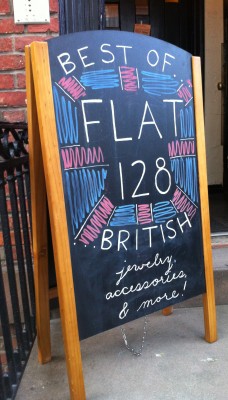 BEST OF...
FLAT
128
...BRITISH
jewelry,
accessories,
& more!